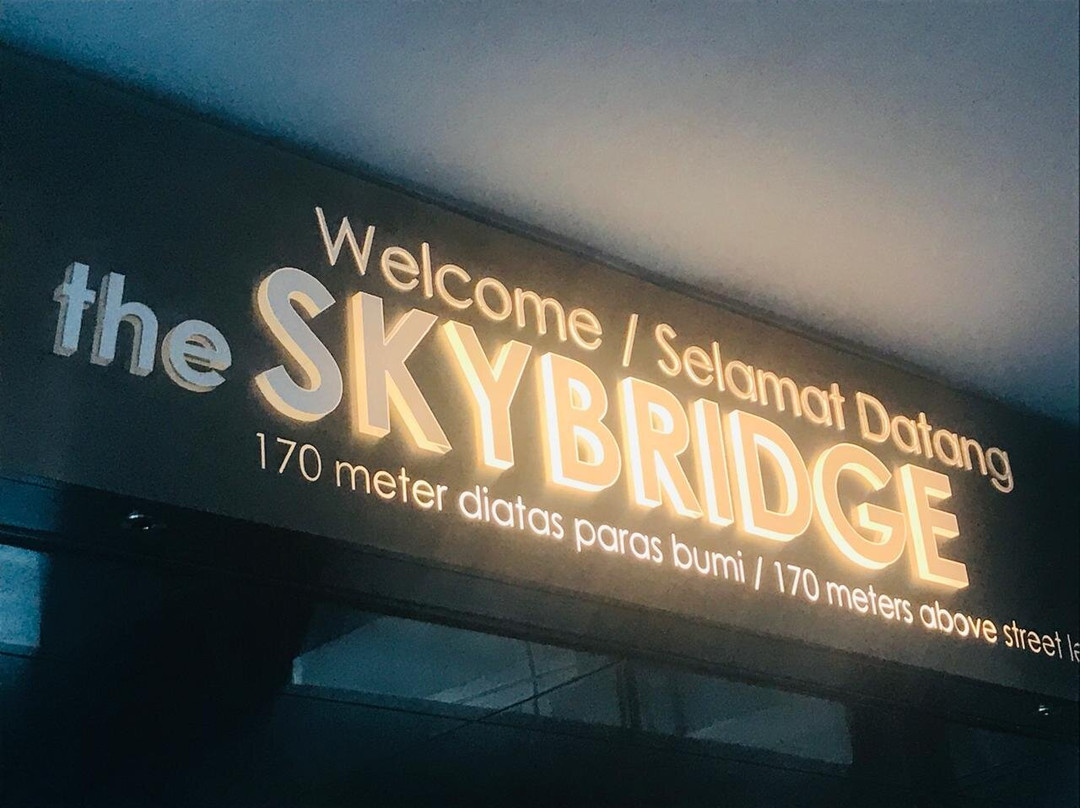 Welcome / Selamat Datang
the SKYBRIDGE
170 meter diatas paras bumi / 170 meters above street